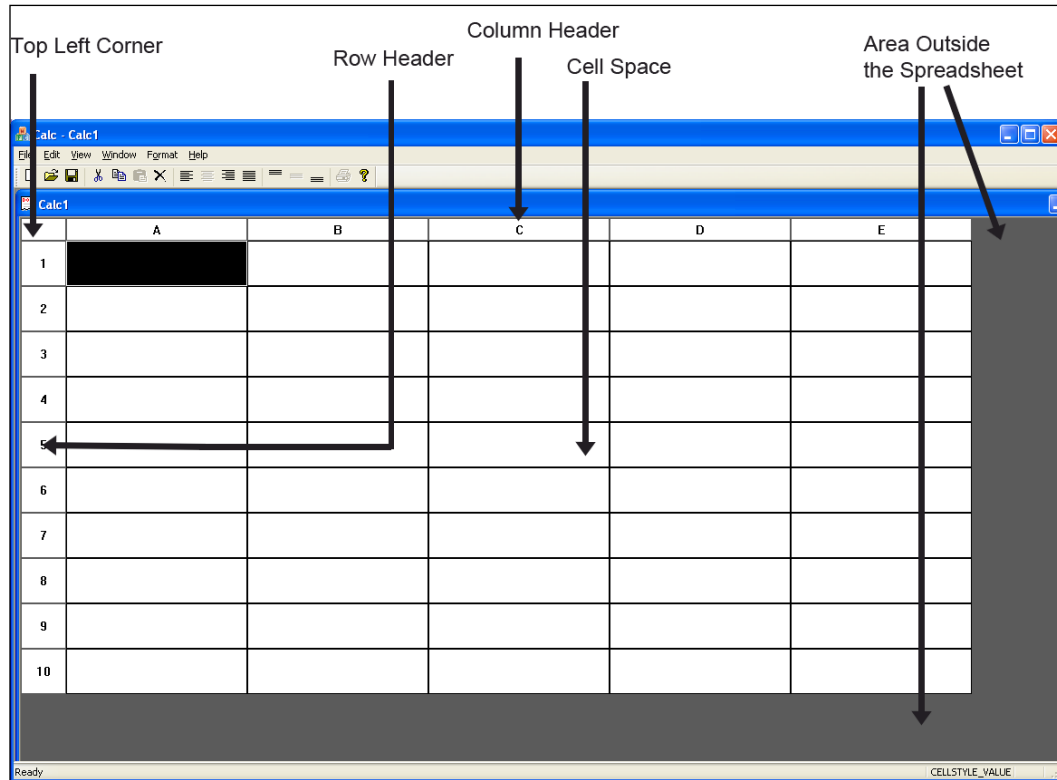 Column Header
Top Left Corner
Row Header
Cell Space
Area Outside
the Spreadsheet
Calc - Calc1
File Edit View Window Format Help
Calc1
A B C D E
1
2
3
4
5
6
7
8
9
10
Ready CELLSTYLE_VALUE